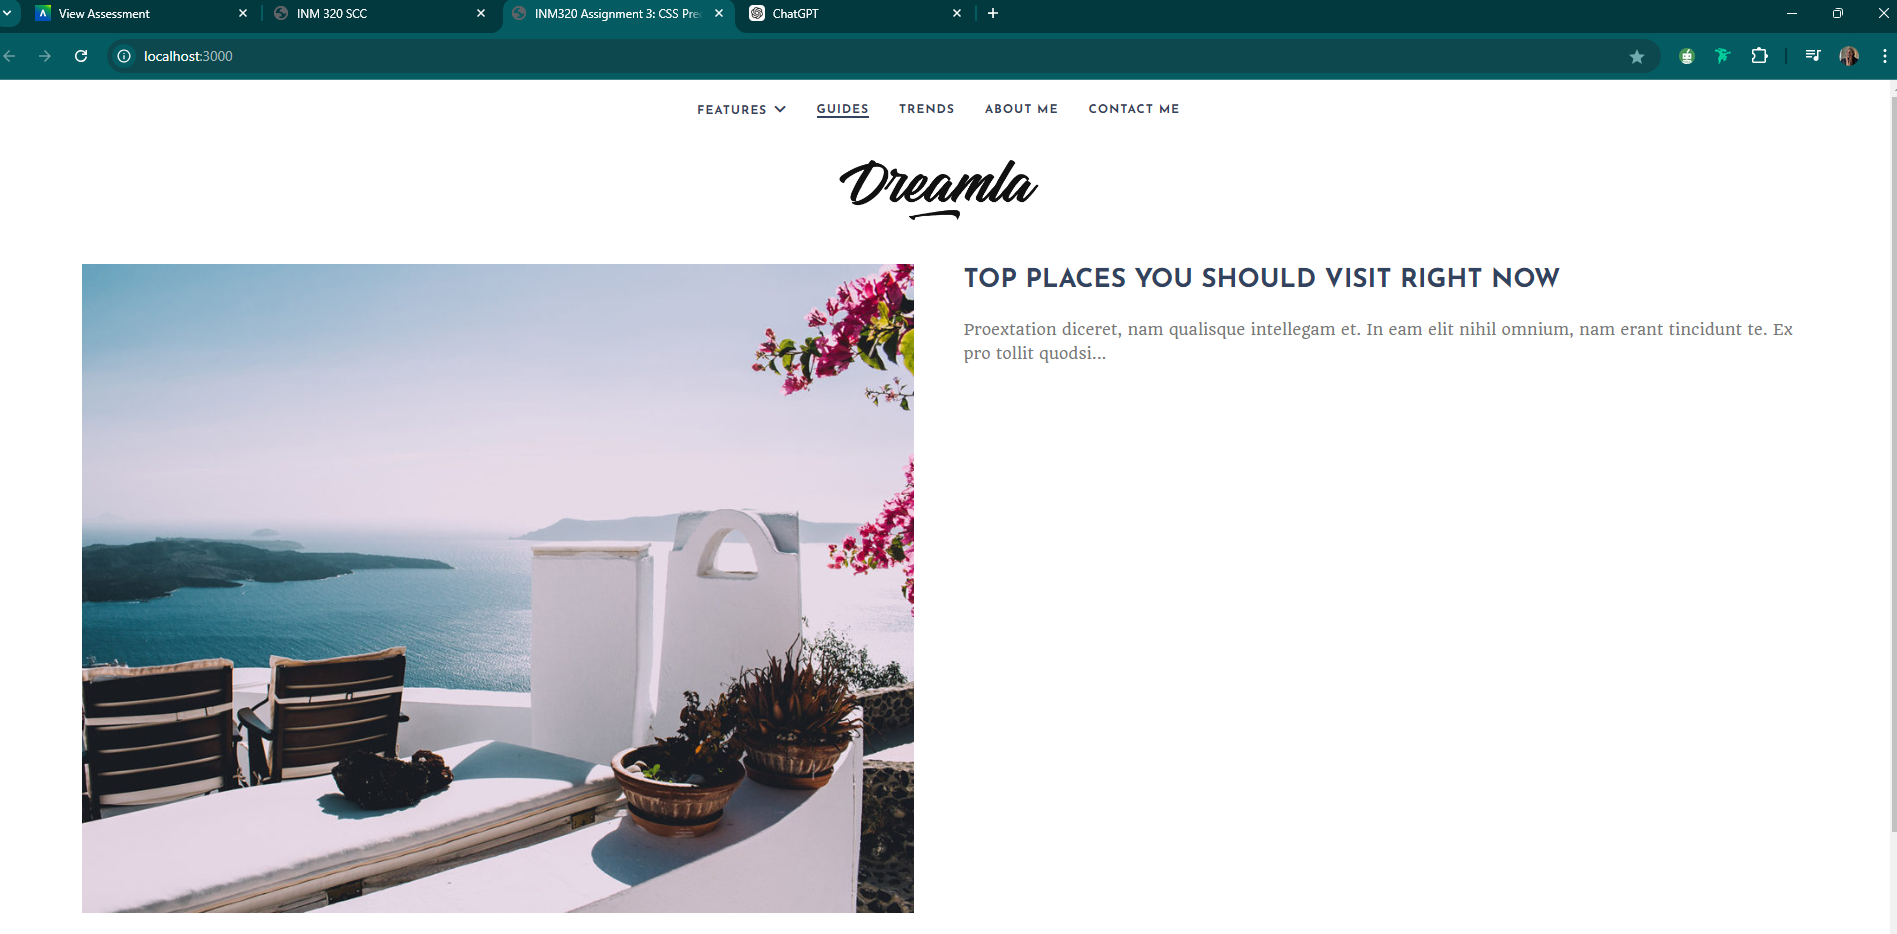 View Assessment
INM 320 SCC
INM320 Assignment 3: CSS Pre
ChatGPT
localhost:3000
FEATURES GUIDES TRENDS ABOUT ME CONTACT ME
Dreamla
TOP PLACES YOU SHOULD VISIT RIGHT NOW
Proextation diceret, nam qualisque intellegam et. In eam elit nihil omnium, nam erant tincidunt te. Ex
pro tollit quodsi...